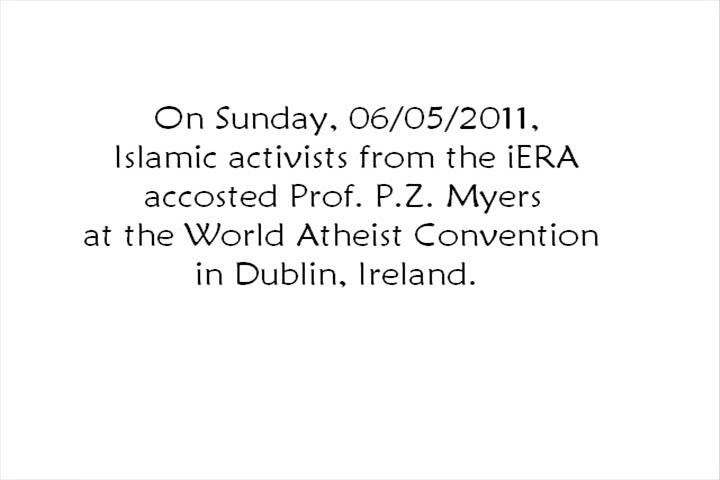 On Sunday, 06/05/2011,
Islamic activists from the iERA
accosted Prof. P.Z. Myers
at the World Atheist Convention
in Dublin, Ireland.